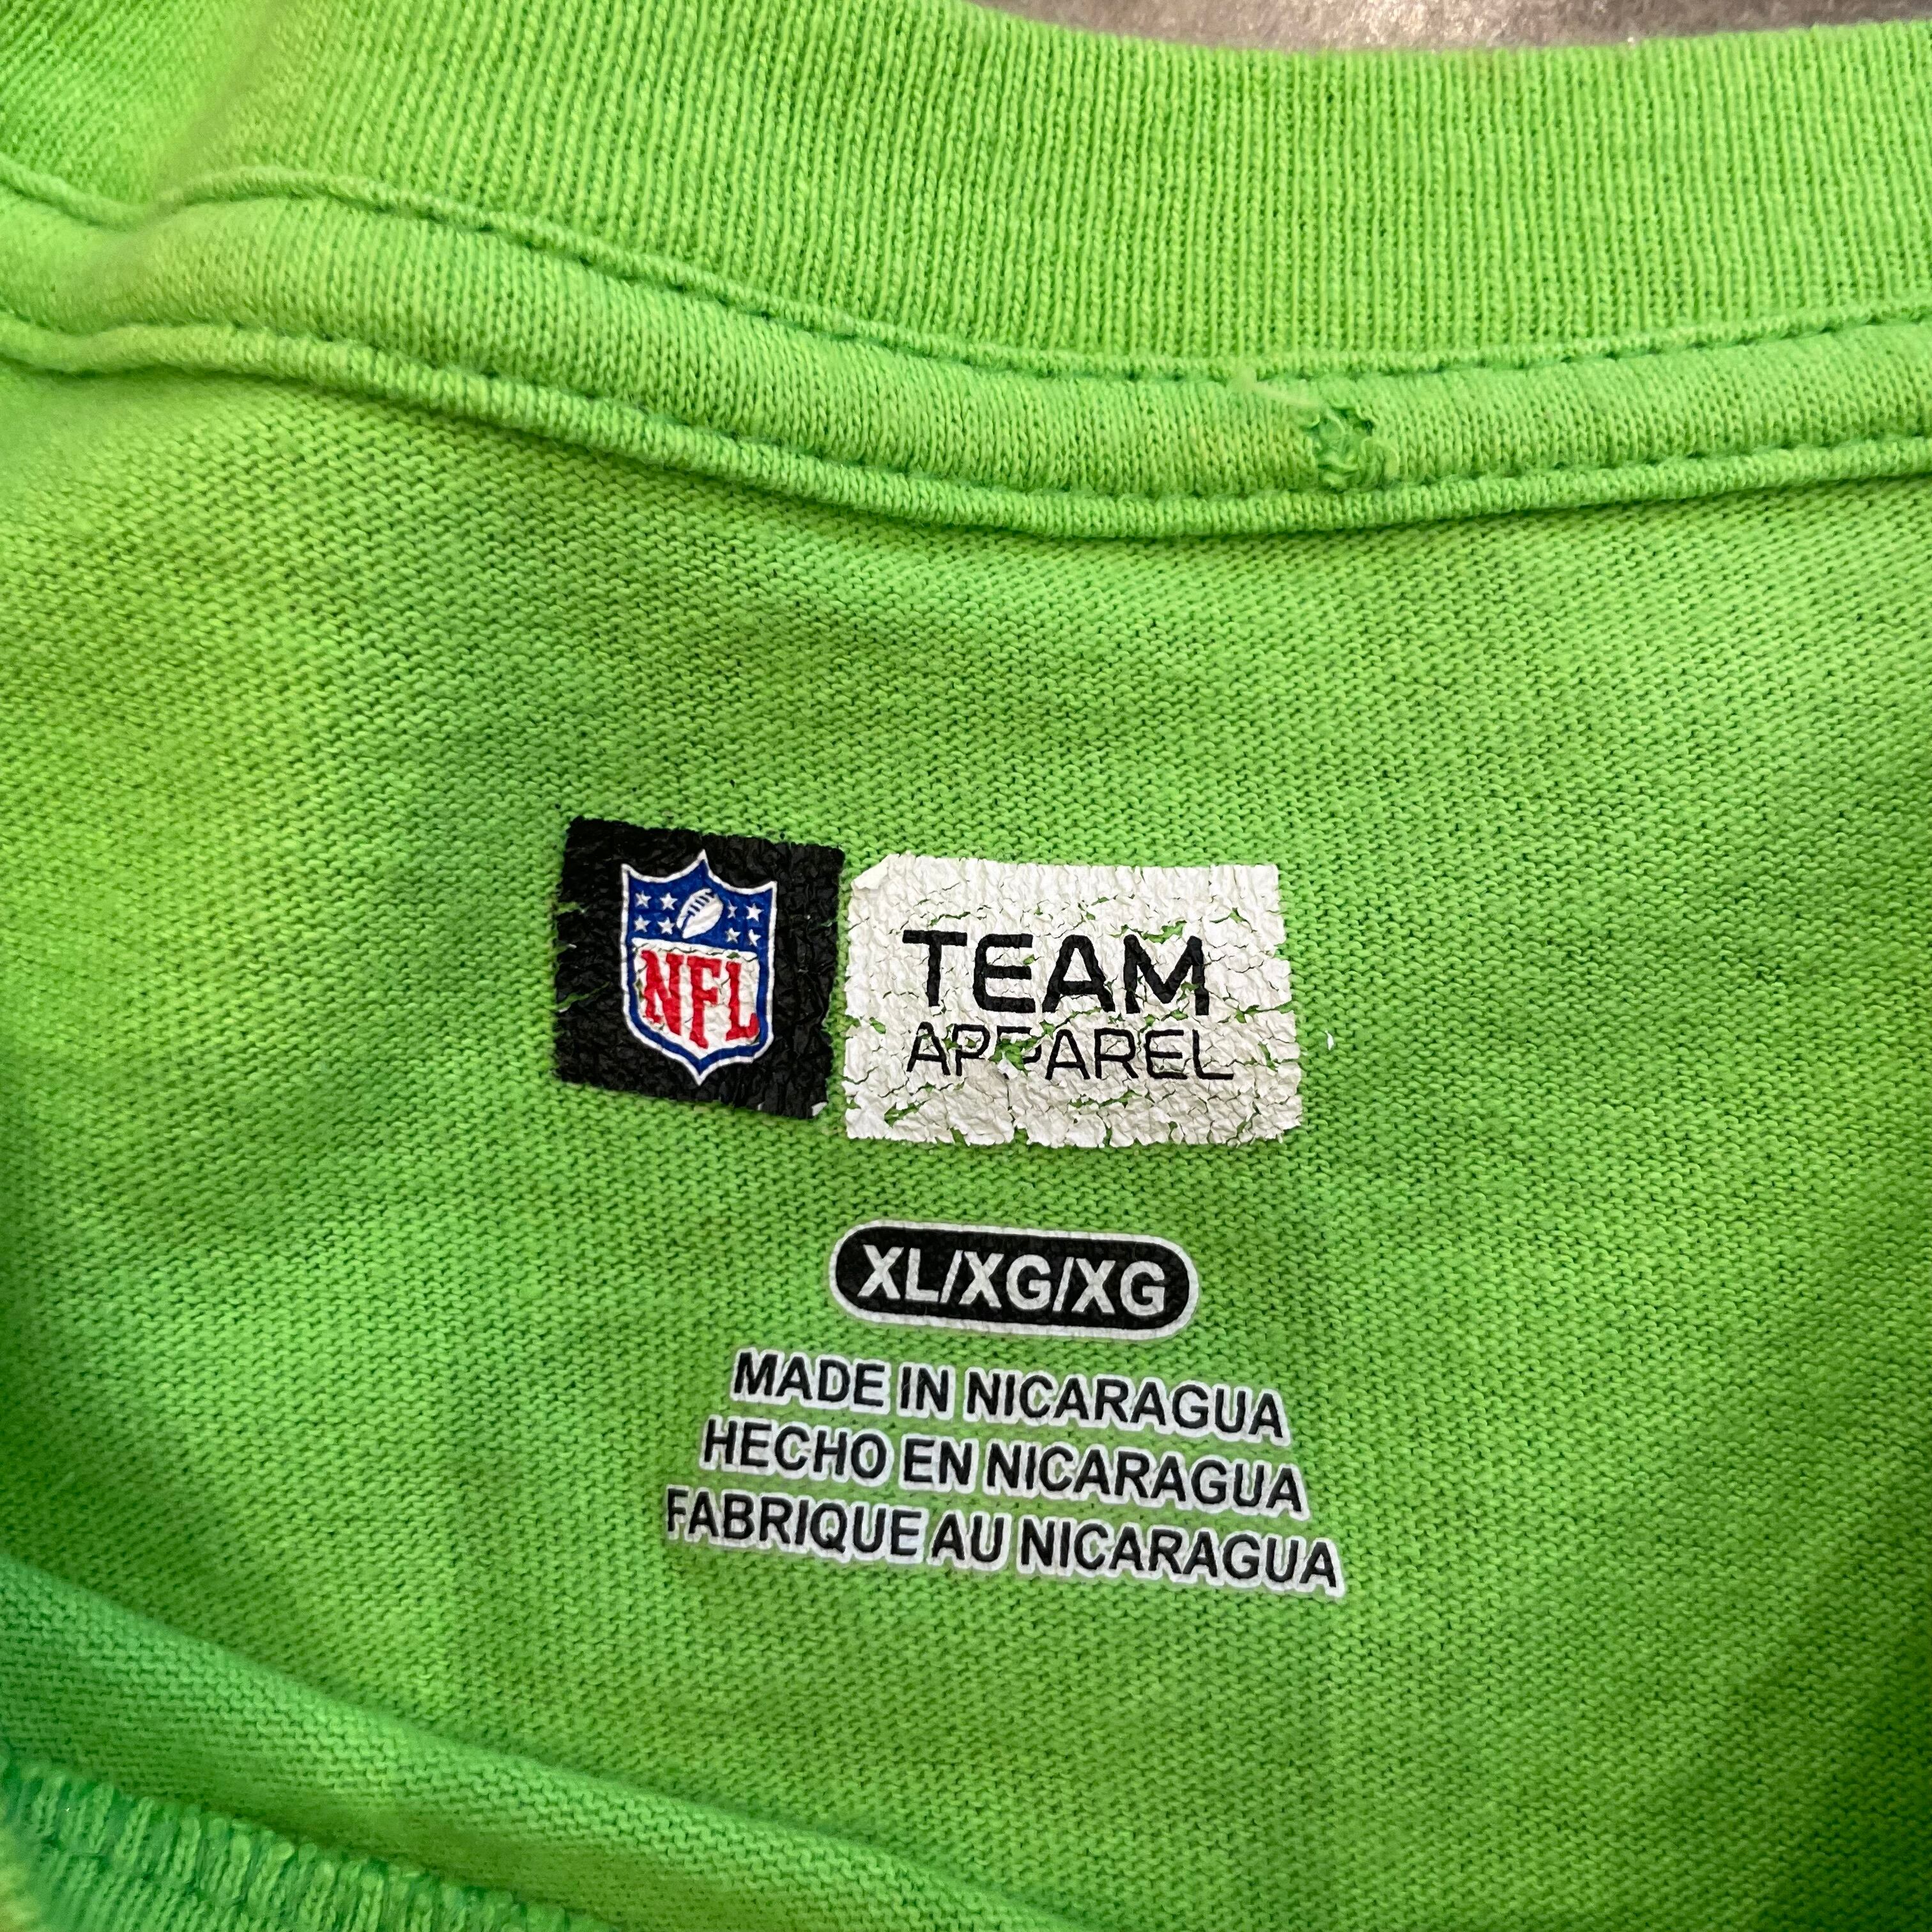 NFL
TEAM
APPAREL
XL/XG/XG
MADE IN NICARAGUA
HECHO EN NICARAGUA
FABRIQUE AU NICARAGUA